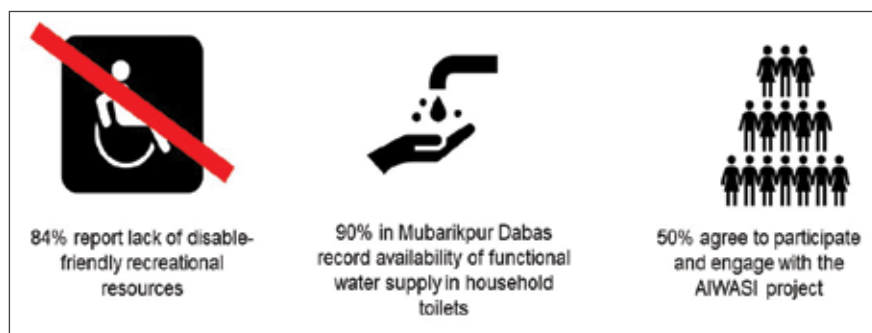 84% report lack of disable-
friendly recreational
resources
90% in Mubarikpur Dabas
record availability of functional
water supply in household
toilets
50% agree to participate
and engage with the
AIWASI project